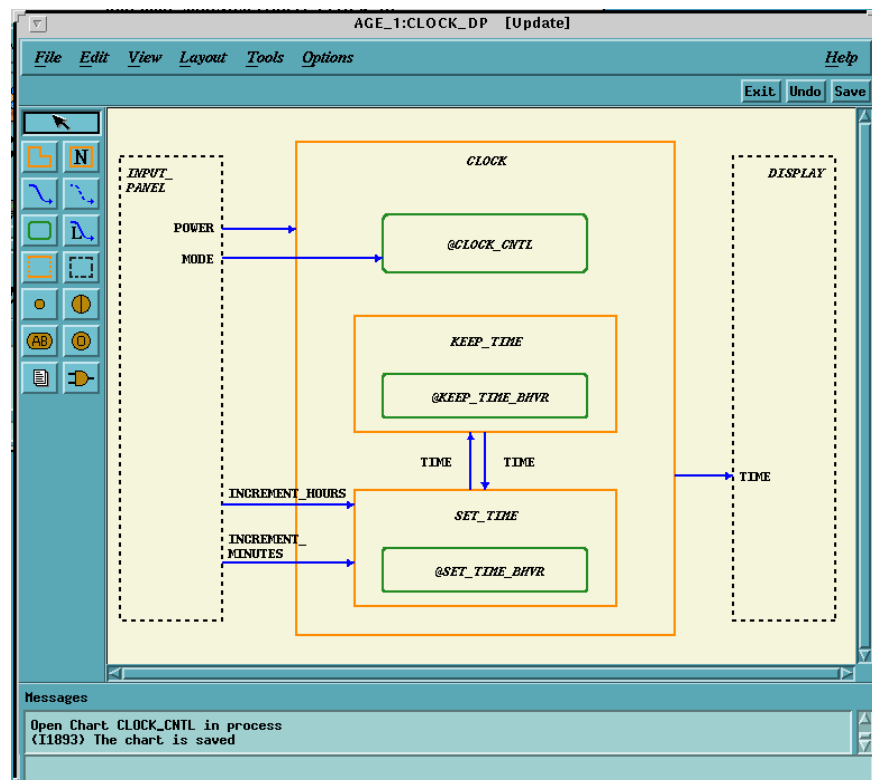 AGE_1:CLOCK_DP [Update]
File Edit View Layout Tools Options Help
Exit Undo Save
N
L
AB
O
CLOCK
INPUT_
PANEL
DISPLAY
POWER
@CLOCK_CNTL
MODE
KEEP_TIME
@KEEP_TIME_BHVR
TIME TIME
TIME
INCREMENT_HOURS
SET_TIME
INCREMENT_
MINUTES
@SET_TIME_BHVR
Messages
Open Chart CLOCK_CNTL in process
(I1893) The chart is saved